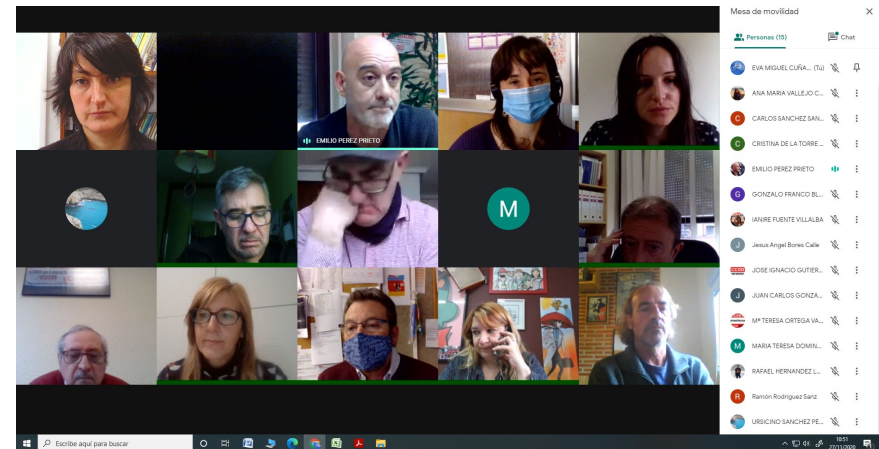 Mesa de movilidad
Personas (15)
Chat
EVA MIGUEL CUÑA... (Tú)
ANA MARIA VALLEJO C...
CARLOS SANCHEZ SAN...
CRISTINA DE LA TORRE ...
EMILIO PEREZ PRIETO
GONZALO FRANCO BL...
IANIRE FUENTE VILLALBA
Jesus Angel Bores Calle
JOSE IGNACIO GUTIER...
JUAN CARLOS GONZA...
Mª TERESA ORTEGA VA...
MARIA TERESA DOMIN...
RAFAEL HERNANDEZ L...
Ramón Rodríguez Sanz
URSICINO SANCHEZ PE...
EMILIO PEREZ PRIETO
M
C
C
G
J
J
M
R
Escribe aquí para buscar
10:51
27/11/2020